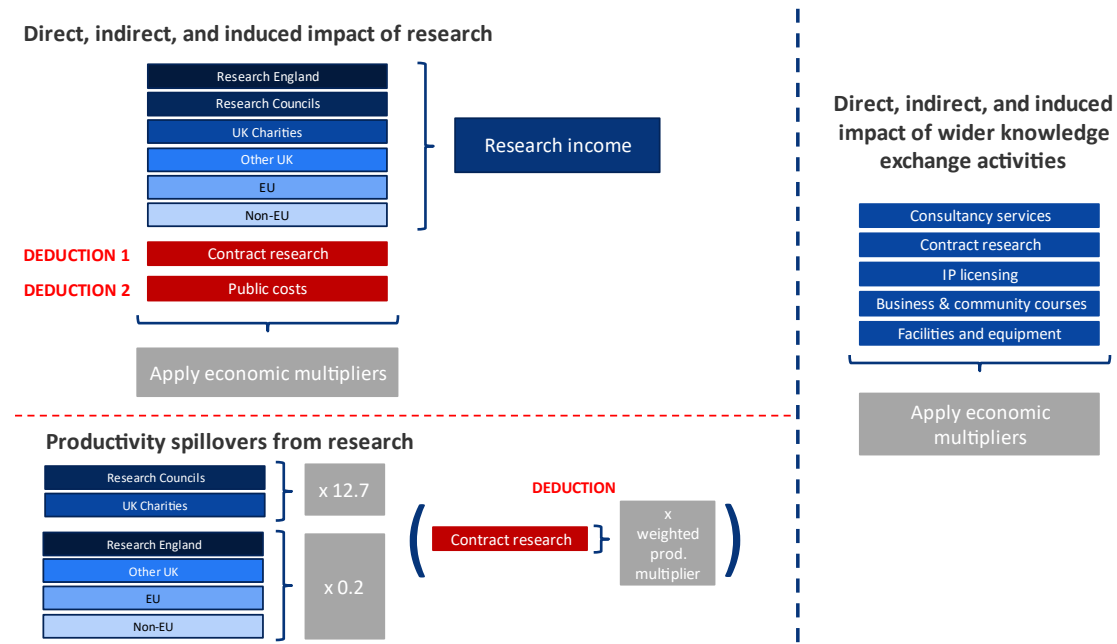 Direct, indirect, and induced impact of research
Research England
Research Councils
UK Charities
Other UK
EU
Non-EU
Research income
DEDUCTION 1
Contract research
DEDUCTION 2
Public costs
Apply economic multipliers
Productivity spillovers from research
Research Councils
UK Charities
x 12.7
Research England
Other UK
EU
Non-EU
x 0.2
DEDUCTION
(
Contract research
x
weighted
prod.
multiplier
)
Direct, indirect, and induced
impact of wider knowledge
exchange activities
Consultancy services
Contract research
IP licensing
Business & community courses
Facilities and equipment
Apply economic
multipliers